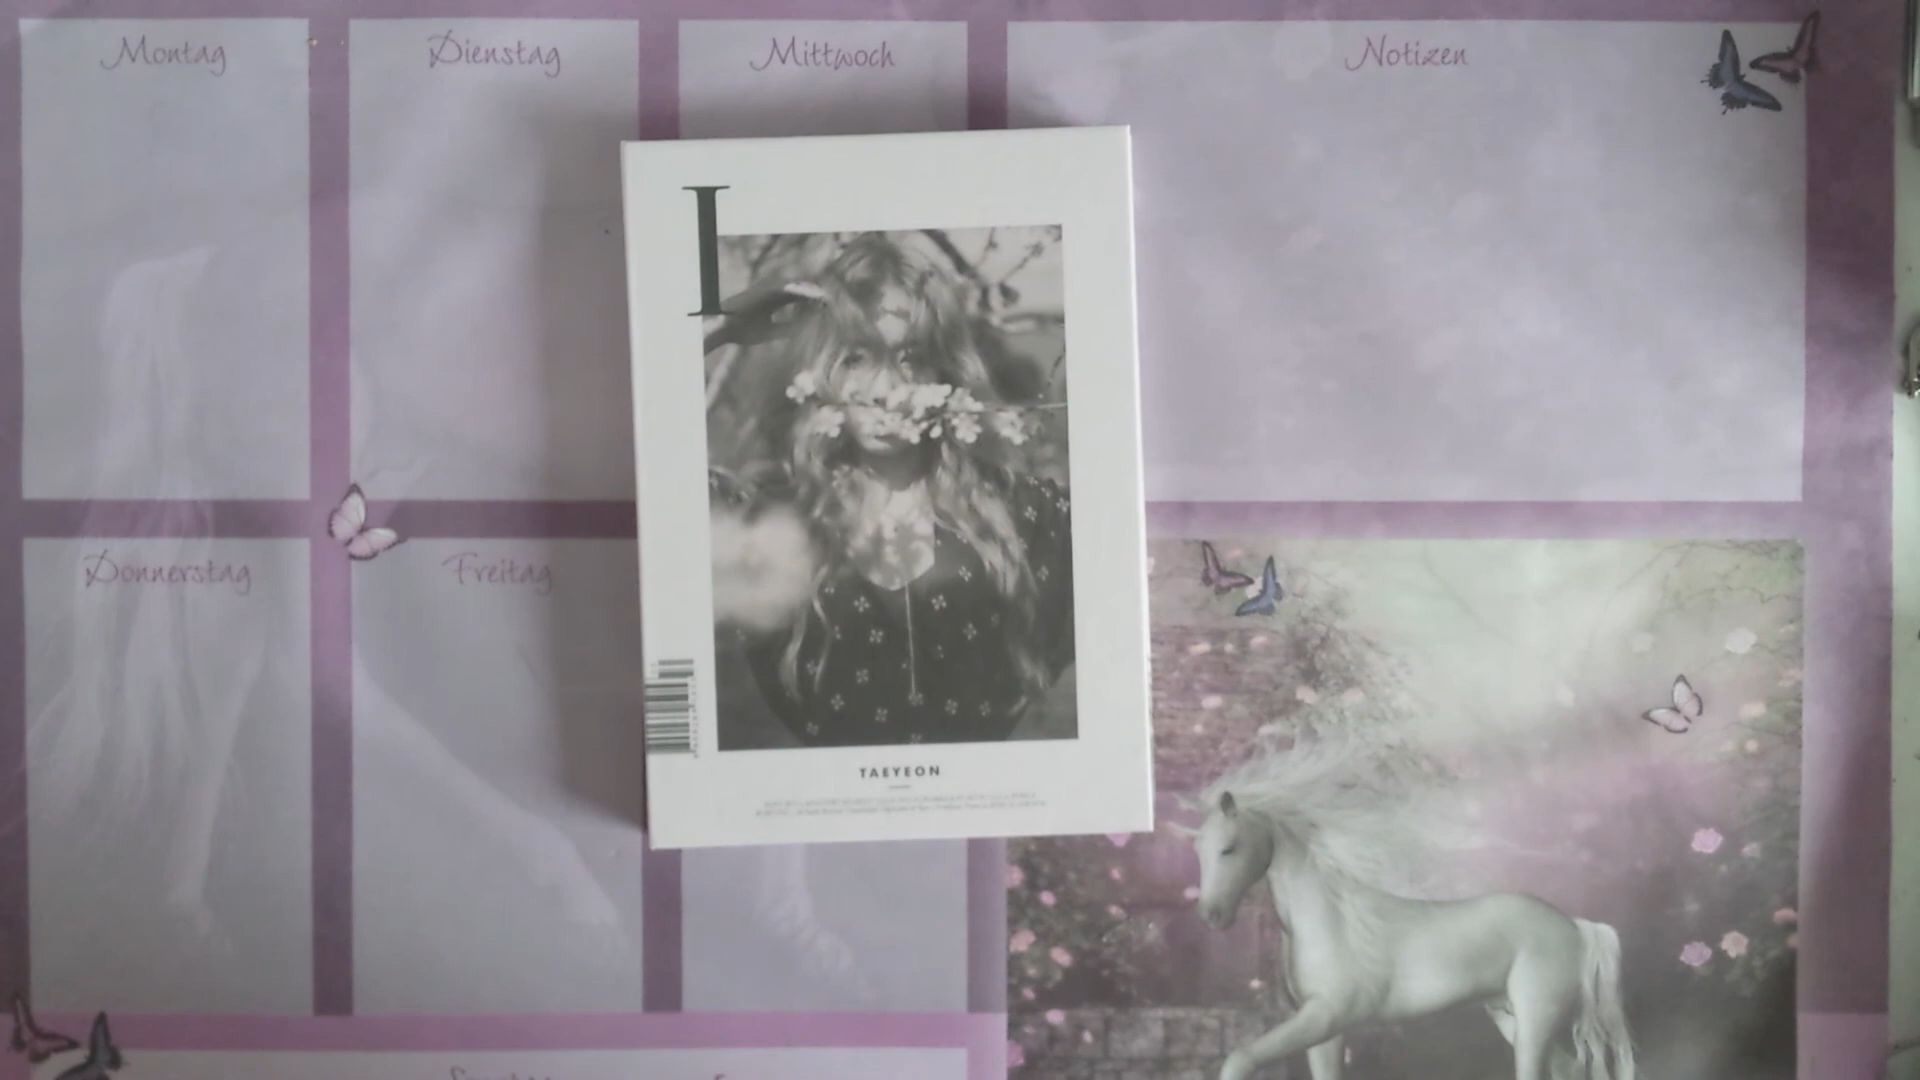 Montag
Dienstag
Mittwoch
Notizen
I
Donnerstag
Freitag
TAEYEON